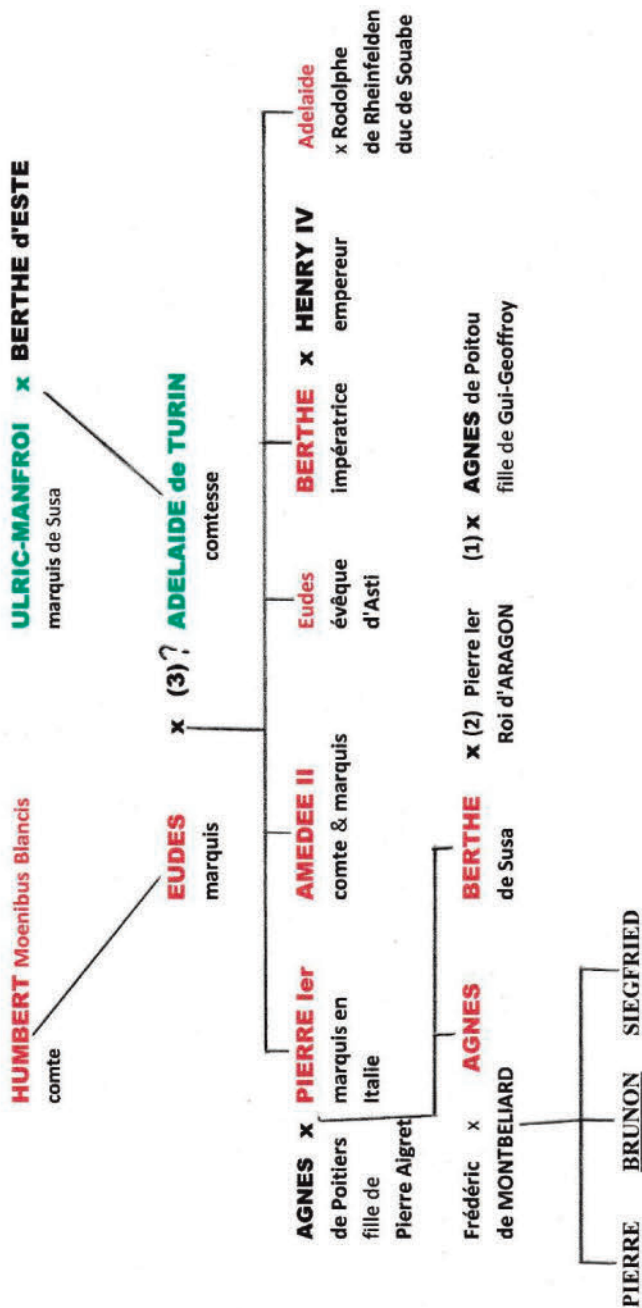 HUMBERT Moenibus Blancis
comte
ULRIC-MANFROI x BERTHE d'ESTE
marquis de Susa
EUDES x (3)? ADELAIDE de TURIN
marquis
comtesse
AGNES x PIERRE Ier
de Poitiers
fille de
Pierre Aigret
marquis en
Italie
AMEDEE II
comte & marquis
Eudes
évêque
d'Asti
BERTHE x HENRY IV
impératrice
empereur
Adelaide
x Rodolphe
de Rheinfelden
duc de Souabe
Frédéric x AGNES
de MONTBELIARD
BERTHE x (2) Pierre Ier (1) x AGNES de Poitou
de Susa
Roi d'ARAGON
fille de Gui-Geoffroy
PIERRE BRUNON SIEGFRIED